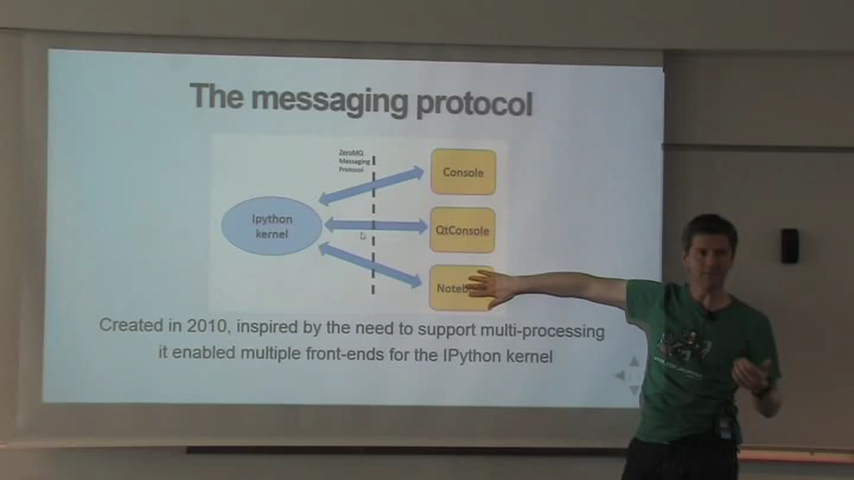 The messaging protocol
ZeroMQ
Messaging
Protocol
Console
Ipython
kernel
QtConsole
Created in 2010, inspired by the need to support multi-processing
it enabled multiple front-ends for the IPython kernel